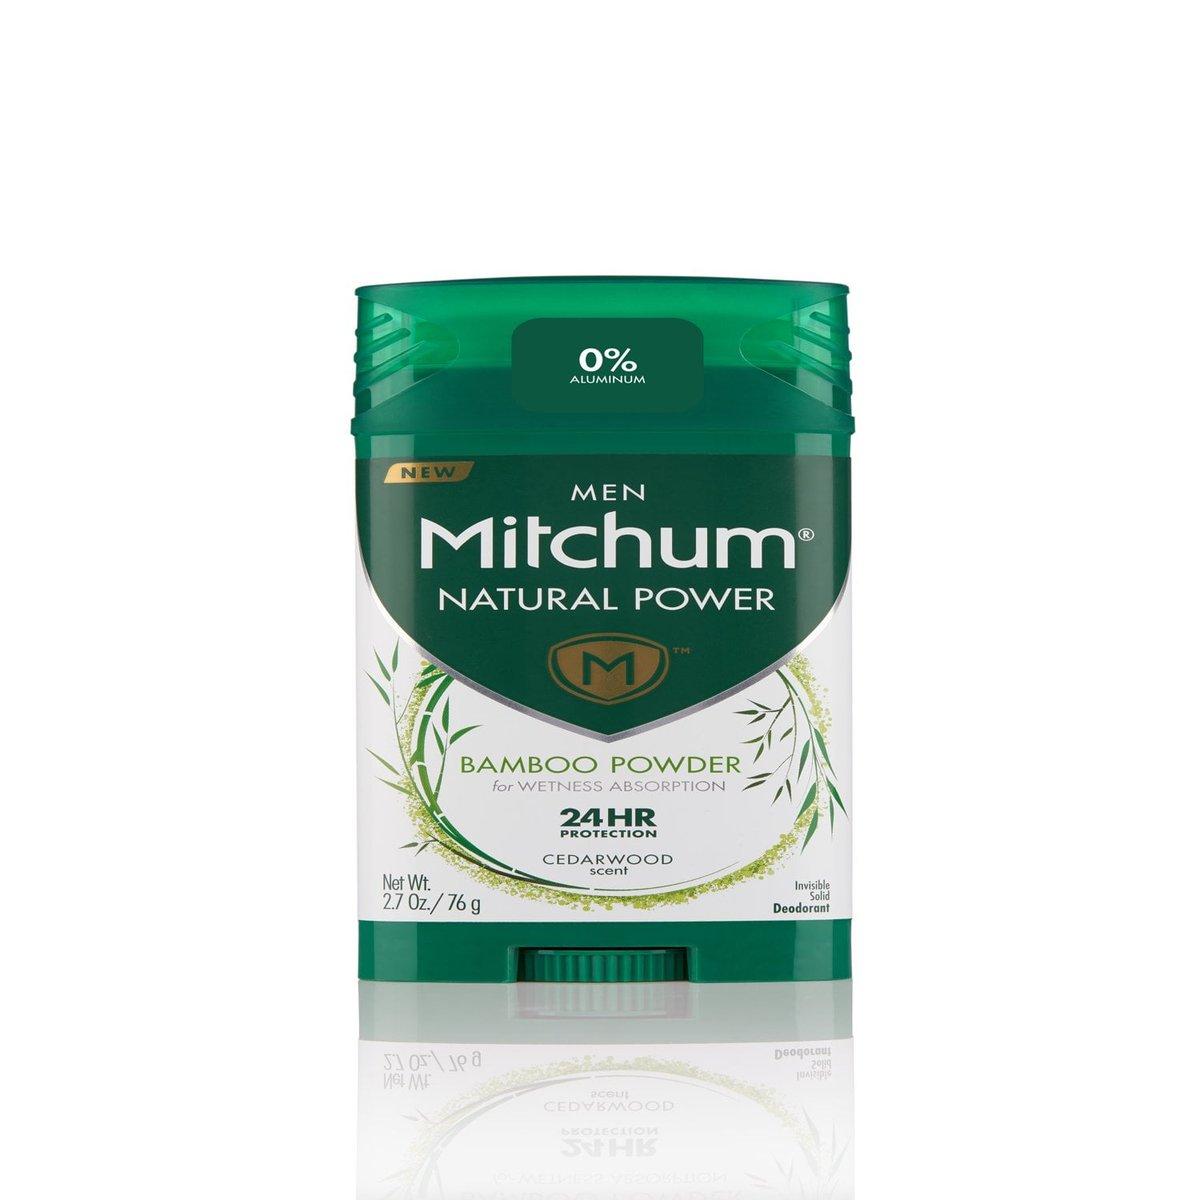 0%
ALUMINUM
NEW
MEN
Mitchum®
NATURAL POWER
M™
BAMBOO POWDER
for WETNESS ABSORPTION
24HR
PROTECTION
CEDARWOOD
scent
Net Wt.
2.7 Oz./ 76 g
Invisible
Solid
Deodorant